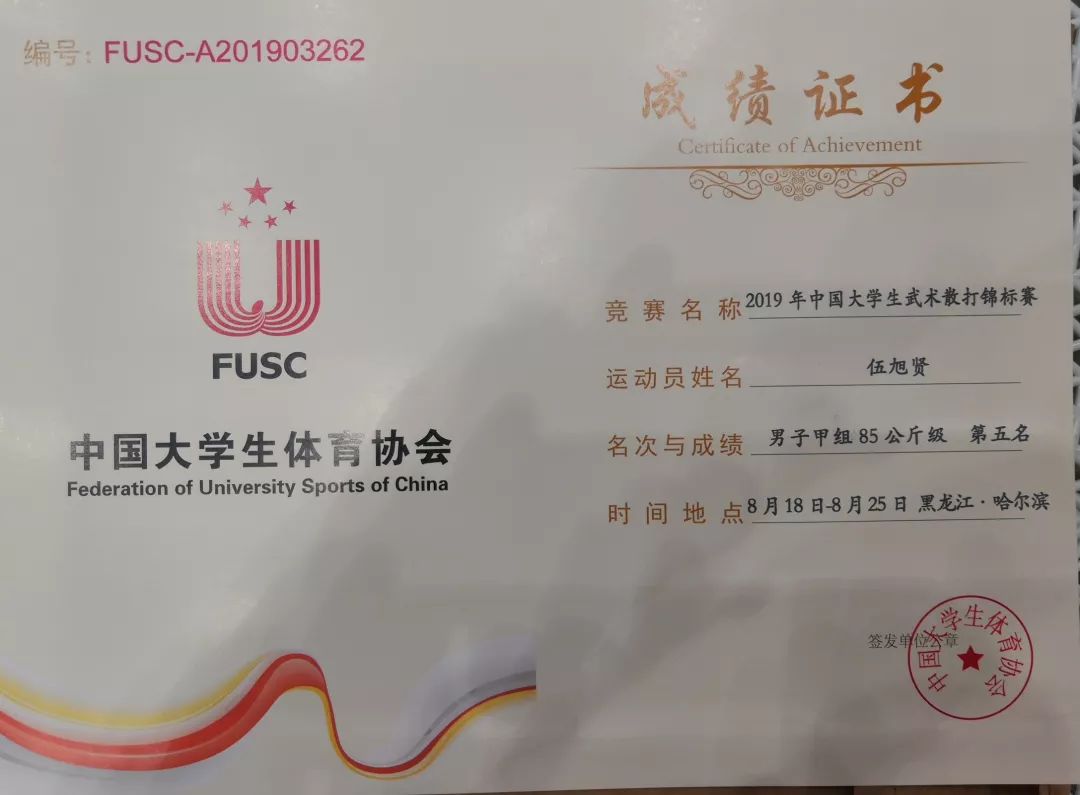 编号：FUSC-A201903262
FUSC
中国大学生体育协会
Federation of University Sports of China
成绩证书
Certificate of Achievement
竞赛名称 2019 年中国大学生武术散打锦标赛
运动员姓名 伍旭贤
名次与成绩 男子甲组 85 公斤级 第五名
时间地点 8 月 18 日-8 月 25 日 黑龙江·哈尔滨
签发单位公章
中国大学生体育协会